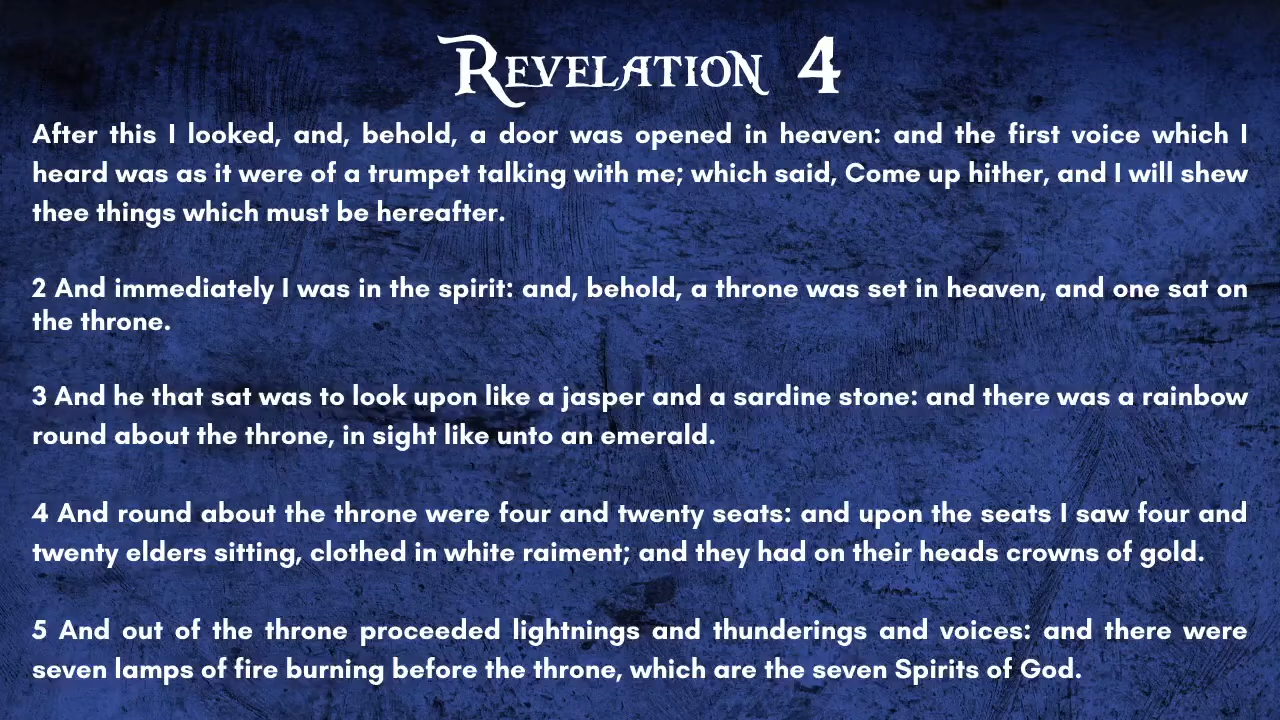 Revelation 4
After this I looked, and, behold, a door was opened in heaven: and the first voice which I
heard was as it were of a trumpet talking with me; which said, Come up hither, and I will shew
thee things which must be hereafter.
2 And immediately I was in the spirit: and, behold, a throne was set in heaven, and one sat on
the throne.
3 And he that sat was to look upon like a jasper and a sardine stone: and there was a rainbow
round about the throne, in sight like unto an emerald.
4 And round about the throne were four and twenty seats: and upon the seats I saw four and
twenty elders sitting, clothed in white raiment; and they had on their heads crowns of gold.
5 And out of the throne proceeded lightnings and thunderings and voices: and there were
seven lamps of fire burning before the throne, which are the seven Spirits of God.